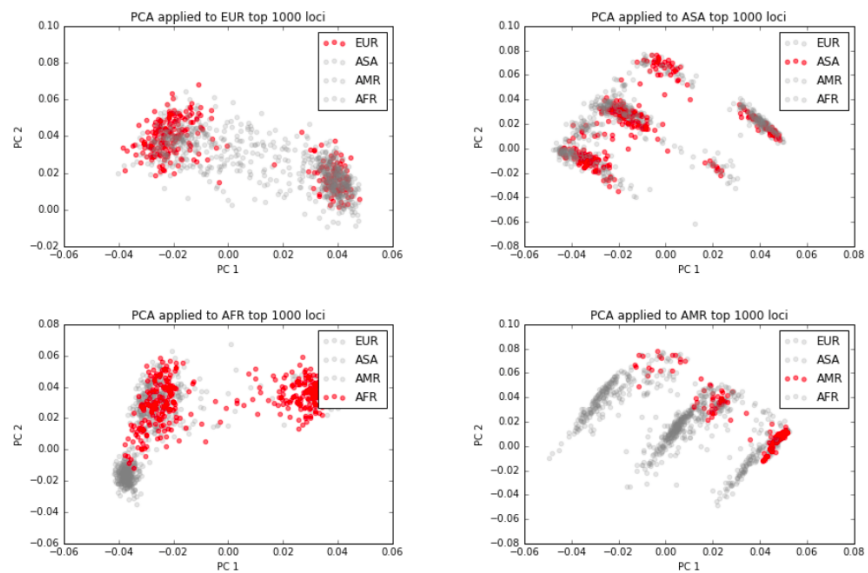 PCA applied to EUR top 1000 loci
0.10
0.08
0.06
0.04
0.02
0.00
−0.02
PC 2
EUR
ASA
AMR
AFR
−0.06 −0.04 −0.02 0.00 0.02 0.04 0.06
PC 1
PCA applied to ASA top 1000 loci
0.10
0.08
0.06
0.04
0.02
0.00
−0.02
−0.04
−0.06
−0.08
PC 2
EUR
ASA
AMR
AFR
−0.06 −0.04 −0.02 0.00 0.02 0.04 0.06 0.08
PC 1
PCA applied to AFR top 1000 loci
0.08
0.06
0.04
0.02
0.00
−0.02
−0.04
−0.06
PC 2
EUR
ASA
AMR
AFR
−0.06 −0.04 −0.02 0.00 0.02 0.04 0.06
PC 1
PCA applied to AMR top 1000 loci
0.10
0.08
0.06
0.04
0.02
0.00
−0.02
−0.04
−0.06
−0.08
PC 2
EUR
ASA
AMR
AFR
−0.06 −0.04 −0.02 0.00 0.02 0.04 0.06 0.08
PC 1